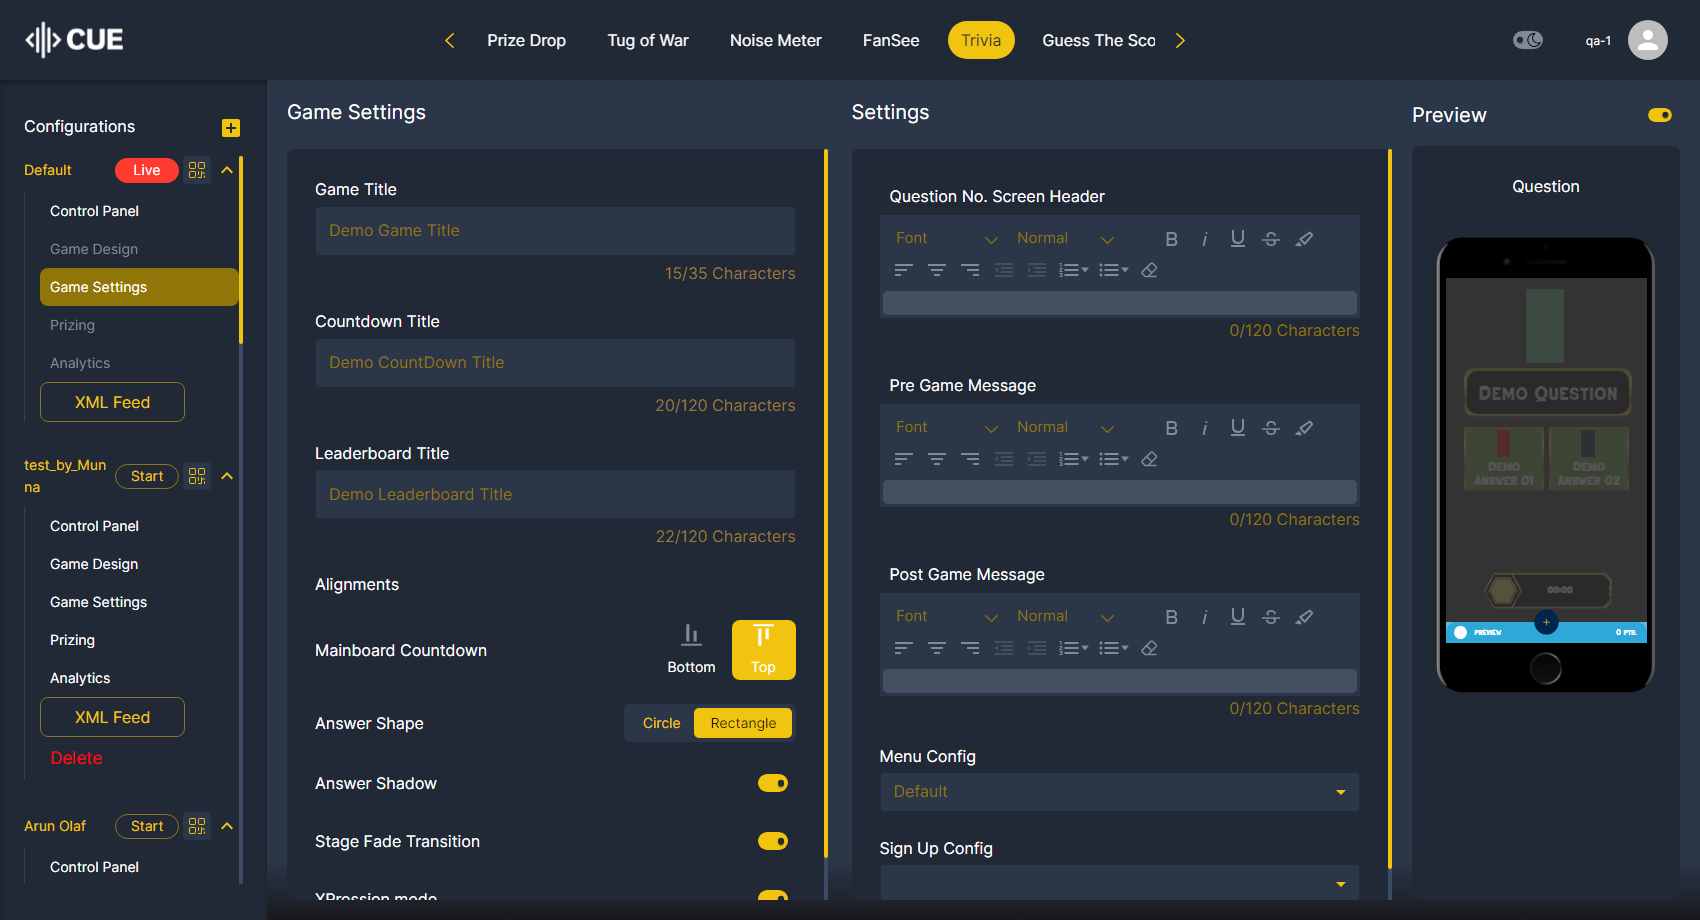 CUE
Prize Drop
Tug of War
Noise Meter
FanSee
Trivia
Guess The Sco
qa-1
Configurations
Default
Live
Control Panel
Game Design
Game Settings
Prizing
Analytics
XML Feed
test_by_Mun
na
Start
Control Panel
Game Design
Game Settings
Prizing
Analytics
XML Feed
Delete
Arun Olaf
Start
Control Panel
Game Settings
Game Title
Demo Game Title
15/35 Characters
Countdown Title
Demo CountDown Title
20/120 Characters
Leaderboard Title
Demo Leaderboard Title
22/120 Characters
Alignments
Mainboard Countdown
Bottom
Top
Answer Shape
Circle
Rectangle
Answer Shadow
Stage Fade Transition
XPression mode
Settings
Question No. Screen Header
Font
Normal
B i U S
0/120 Characters
Pre Game Message
Font
Normal
B i U S
0/120 Characters
Post Game Message
Font
Normal
B i U S
0/120 Characters
Menu Config
Default
Sign Up Config
Preview
Question
Demo Question
Demo
Answer 01
Demo
Answer 02
00:00
PREVIEW
0 PTS.